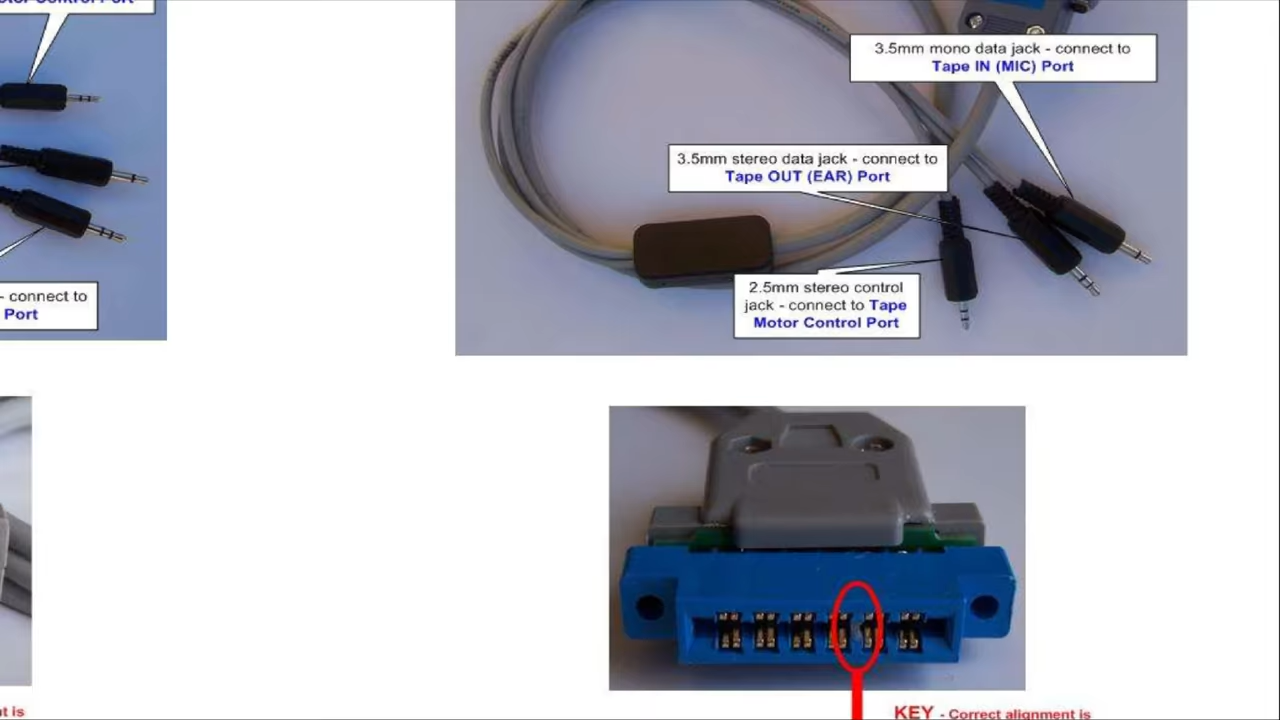 3.5mm mono data jack - connect to
Tape IN (MIC) Port
3.5mm stereo data jack - connect to
Tape OUT (EAR) Port
2.5mm stereo control
jack - connect to Tape
Motor Control Port
- connect to
Port
KEY - Correct alignment is
t is